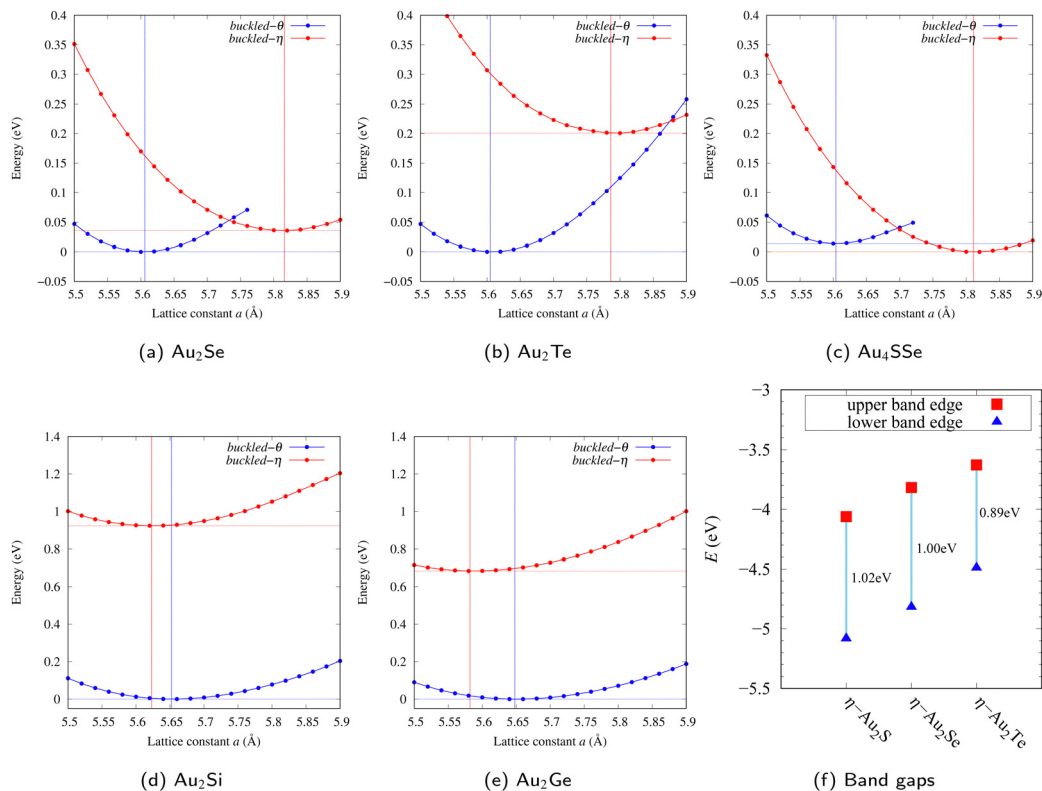 0.4
0.35
0.3
0.25
0.2
0.15
0.1
0.05
0
−0.05
Energy (eV)
buckled−θ
buckled−η
5.5 5.55 5.6 5.65 5.7 5.75 5.8 5.85 5.9
Lattice constant a (Å)
(a) Au₂Se
0.4
0.35
0.3
0.25
0.2
0.15
0.1
0.05
0
−0.05
Energy (eV)
buckled−θ
buckled−η
5.5 5.55 5.6 5.65 5.7 5.75 5.8 5.85 5.9
Lattice constant a (Å)
(b) Au₂Te
0.4
0.35
0.3
0.25
0.2
0.15
0.1
0.05
0
−0.05
Energy (eV)
buckled−θ
buckled−η
5.5 5.55 5.6 5.65 5.7 5.75 5.8 5.85 5.9
Lattice constant a (Å)
(c) Au₄SSe
1.4
1.2
1
0.8
0.6
0.4
0.2
0
Energy (eV)
buckled−θ
buckled−η
5.5 5.55 5.6 5.65 5.7 5.75 5.8 5.85 5.9
Lattice constant a (Å)
(d) Au₂Si
1.4
1.2
1
0.8
0.6
0.4
0.2
0
Energy (eV)
buckled−θ
buckled−η
5.5 5.55 5.6 5.65 5.7 5.75 5.8 5.85 5.9
Lattice constant a (Å)
(e) Au₂Ge
−3
−3.5
−4
−4.5
−5
−5.5
E (eV)
upper band edge
lower band edge
1.02eV
1.00eV
0.89eV
η−Au₂S
η−Au₂Se
η−Au₂Te
(f) Band gaps